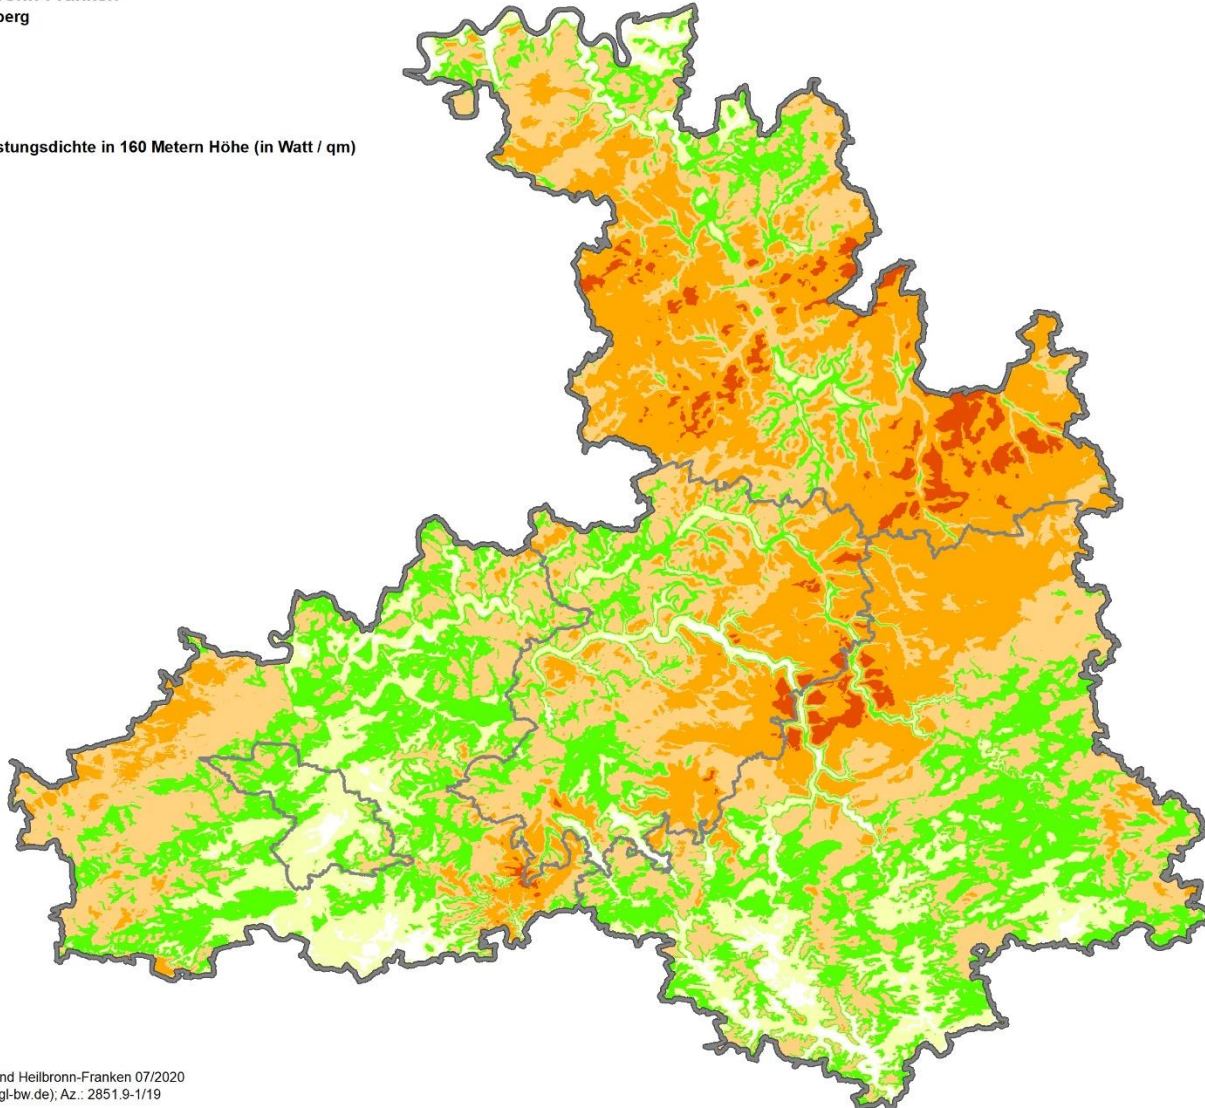 berg
stungsdichte in 160 Metern Höhe (in Watt / qm)
nd Heilbronn-Franken 07/2020
gl-bw.de); Az.: 2851.9-1/19